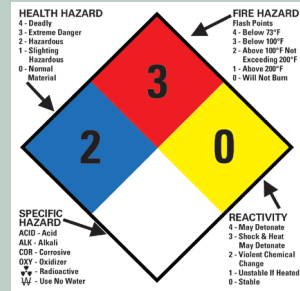 HEALTH HAZARD
4 - Deadly
3 - Extreme Danger
2 - Hazardous
1 - Slighting
Hazardous
0 - Normal
Material
FIRE HAZARD
Flash Points
4 - Below 73°F
3 - Below 100°F
2 - Above 100°F Not
Exceeding 200°F
1 - Above 200°F
0 - Will Not Burn
3
2
0
SPECIFIC
HAZARD
ACID - Acid
ALK - Alkali
COR - Corrosive
OXY - Oxidizer
- Radioactive
W - Use No Water
REACTIVITY
4 - May Detonate
3 - Shock & Heat
May Detonate
2 - Violent Chemical
Change
1 - Unstable If Heated
0 - Stable